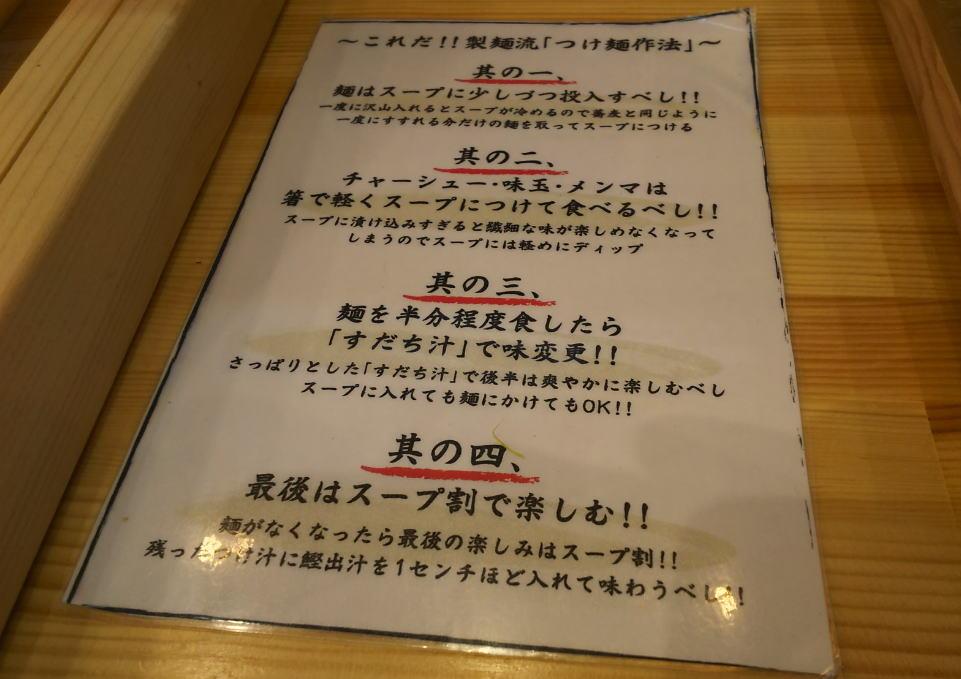 ～これだ!!製麺流「つけ麺作法」～
其の一、
麺はスープに少しづつ投入すべし!!
一度に沢山入れるとスープが冷めるので蕎麦と同じように
一度にすすれる分だけの麺を取ってスープにつける
其の二、
チャーシュー・味玉・メンマは
箸で軽くスープにつけて食べるべし!!
スープに漬け込みすぎると繊細な味が楽しめなくなって
しまうのでスープには軽めにディップ
其の三、
麺を半分程度食したら
「すだち汁」で味変更!!
さっぱりとした「すだち汁」で後半は爽やかに楽しむべし
スープに入れても麺にかけてもOK!!
其の四、
最後はスープ割で楽しむ!!
麺がなくなったら最後の楽しみはスープ割!!
残ったつけ汁に鰹出汁を1センチほど入れて味わうべし!!